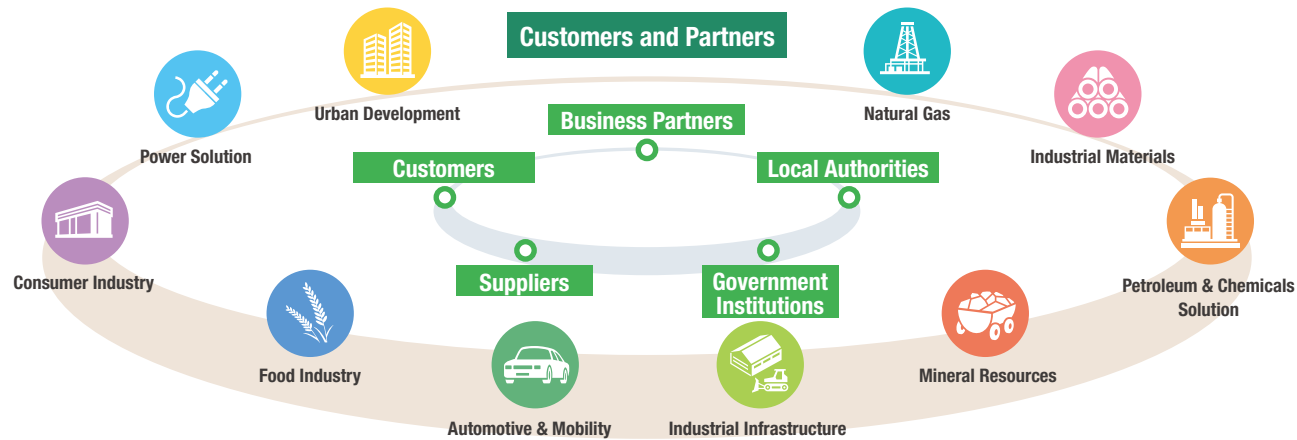 Customers and Partners
Urban Development
Natural Gas
Power Solution
Business Partners
Industrial Materials
Customers
Local Authorities
Consumer Industry
Suppliers
Government
Institutions
Petroleum & Chemicals
Solution
Food Industry
Mineral Resources
Automotive & Mobility
Industrial Infrastructure